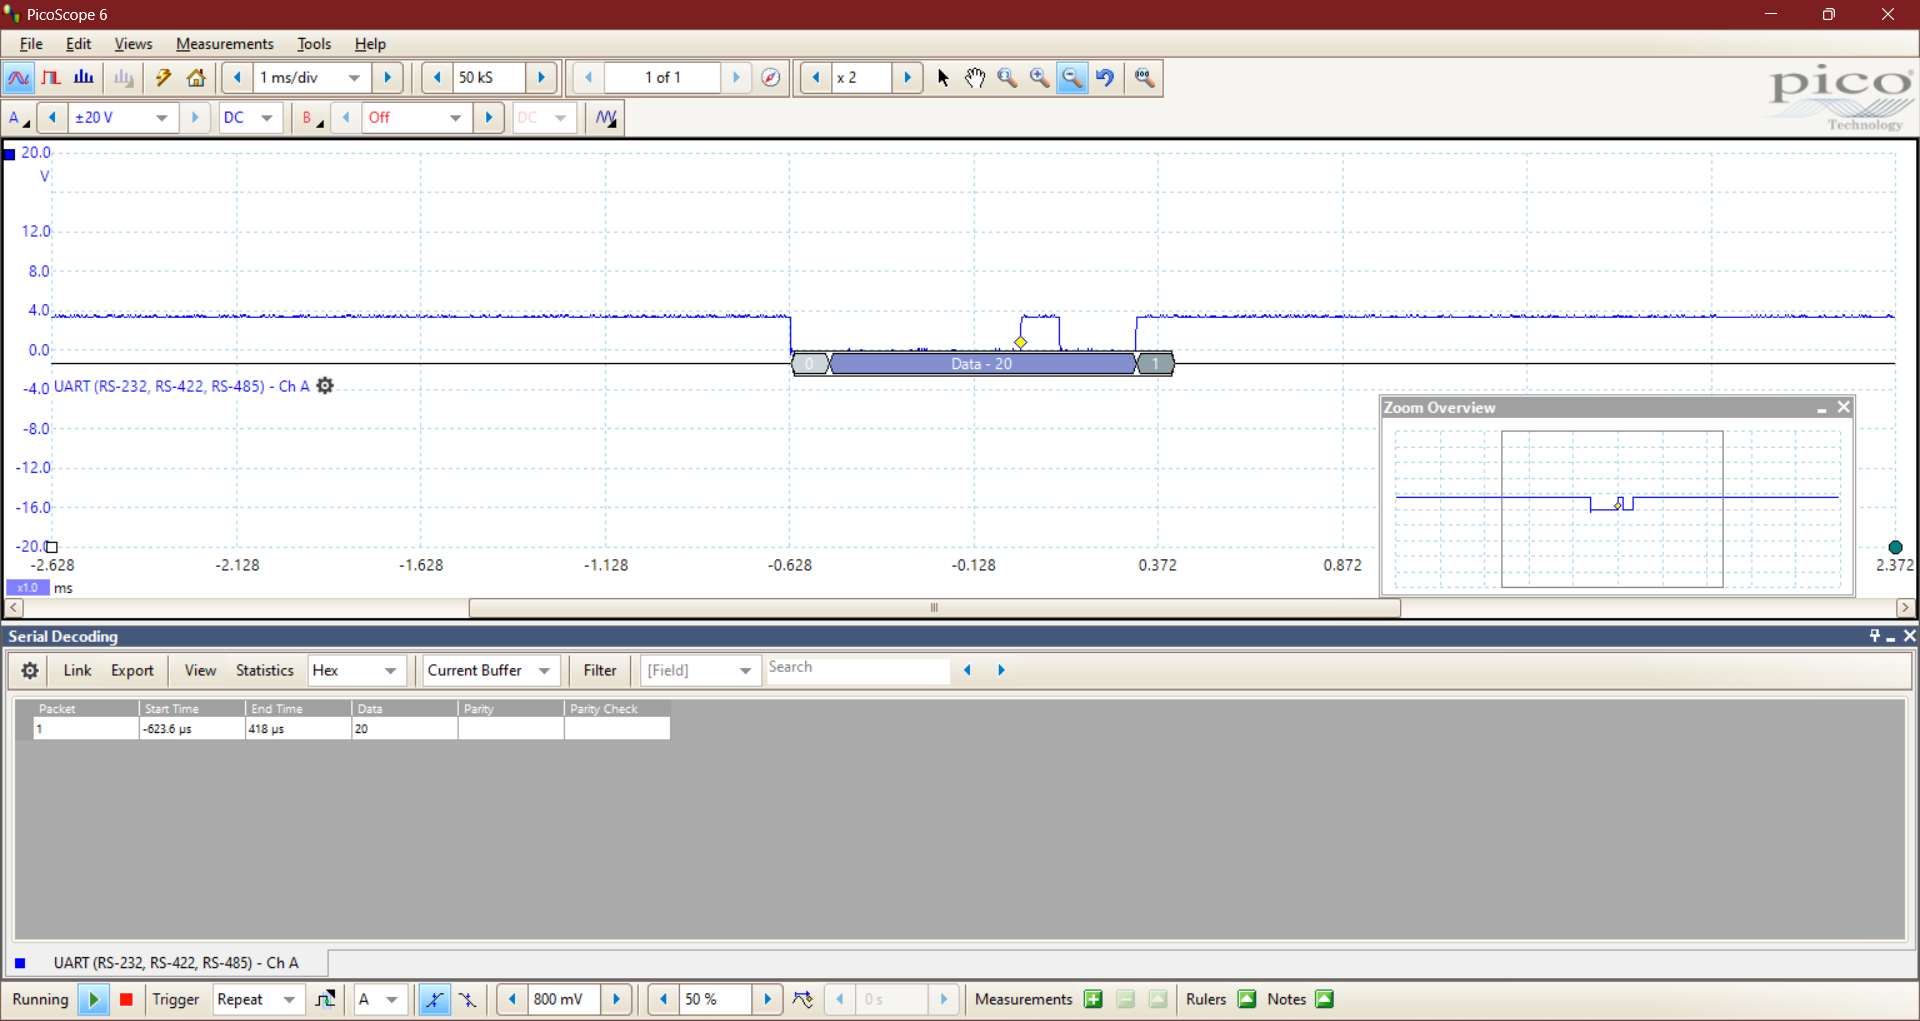 PicoScope 6
File Edit Views Measurements Tools Help
1 ms/div 50 kS 1 of 1 x 2
pico
Technology
A ±20 V DC B Off DC
20.0
V
12.0
8.0
4.0
0.0
0 Data - 20 1
-4.0
UART (RS-232, RS-422, RS-485) - Ch A
-8.0
-12.0
-16.0
-20.0
Zoom Overview
-2.628 -2.128 -1.628 -1.128 -0.628 -0.128 0.372 0.872 2.372
x1.0 ms
Serial Decoding
Link Export View Statistics Hex Current Buffer Filter [Field] Search
Packet Start Time End Time Data Parity Parity Check
1 -623.6 µs 418 µs 20
UART (RS-232, RS-422, RS-485) - Ch A
Running Trigger Repeat A 800 mV 50 % 0 s Measurements Rulers Notes